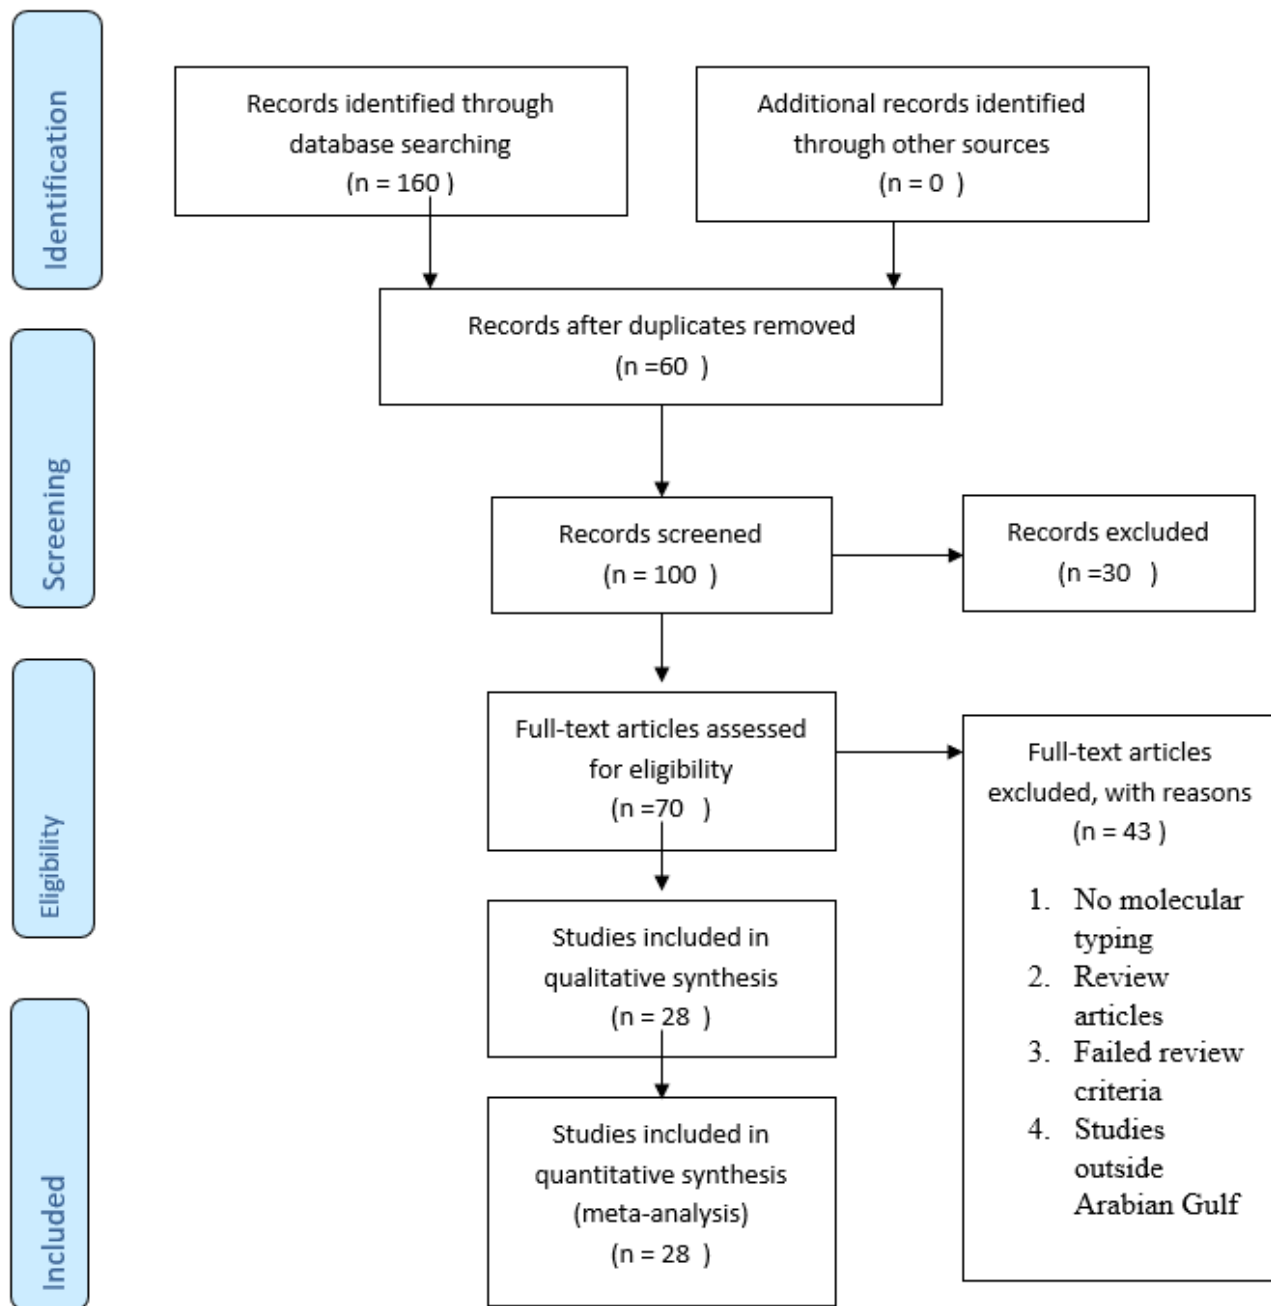 Identification
Records identified through
database searching
(n = 160 )
Additional records identified
through other sources
(n = 0 )
Records after duplicates removed
(n =60 )
Screening
Records screened
(n = 100 )
Records excluded
(n =30 )
Eligibility
Full-text articles assessed
for eligibility
(n =70 )
Full-text articles
excluded, with reasons
(n = 43 )
1. No molecular
typing
2. Review
articles
3. Failed review
criteria
4. Studies
outside
Arabian Gulf
Studies included in
qualitative synthesis
(n = 28 )
Included
Studies included in
quantitative synthesis
(meta-analysis)
(n = 28 )